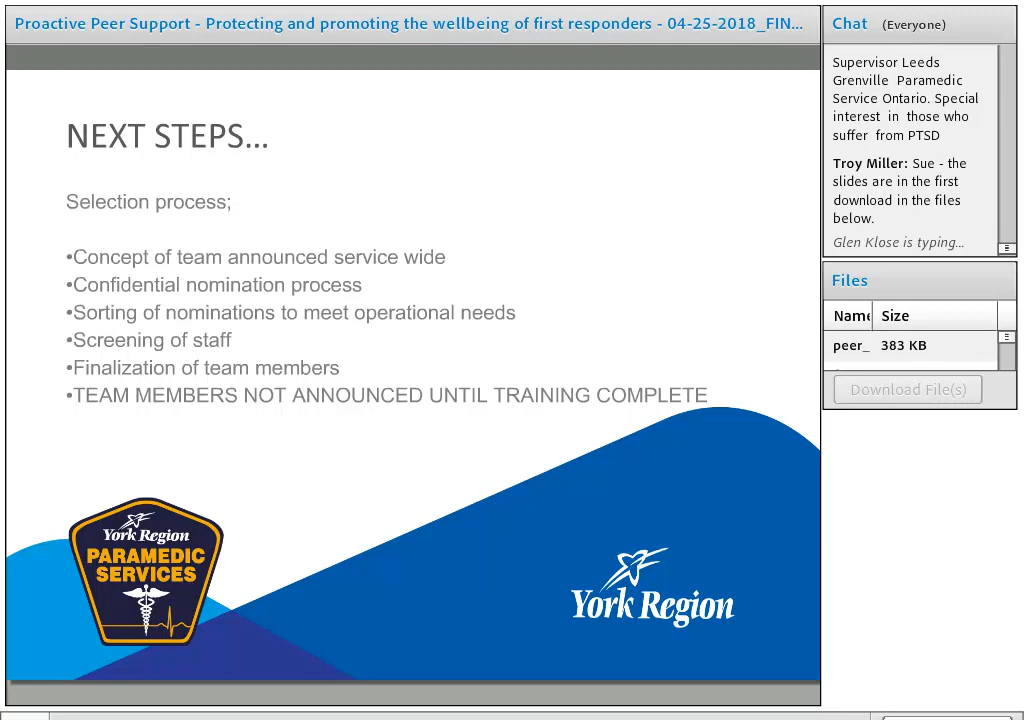 Proactive Peer Support - Protecting and promoting the wellbeing of first responders - 04-25-2018_FIN...
NEXT STEPS...
Selection process;
•Concept of team announced service wide
•Confidential nomination process
•Sorting of nominations to meet operational needs
•Screening of staff
•Finalization of team members
•TEAM MEMBERS NOT ANNOUNCED UNTIL TRAINING COMPLETE
York Region
PARAMEDIC
SERVICES
York Region
Chat (Everyone)
Supervisor Leeds
Grenville Paramedic
Service Ontario. Special
interest in those who
suffer from PTSD
Troy Miller: Sue - the
slides are in the first
download in the files
below.
Glen Klose is typing...
Files
Name Size
peer_ 383 KB
Download File(s)